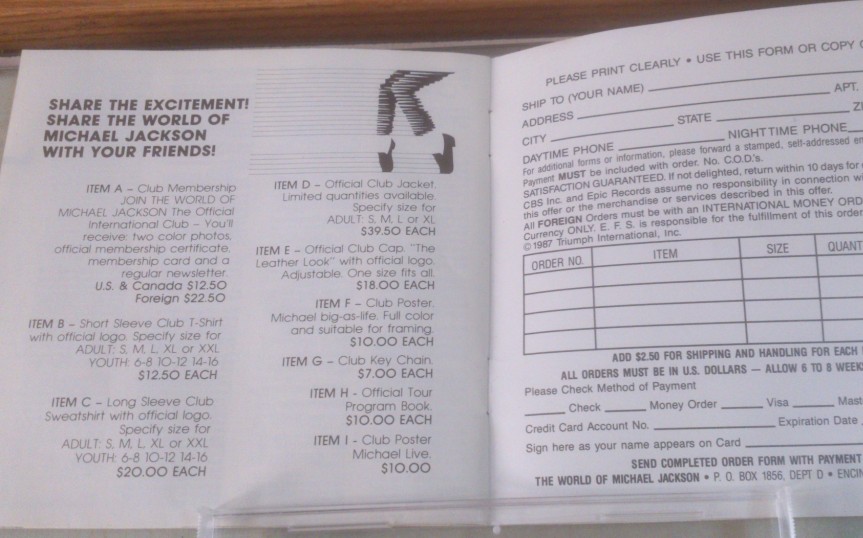 SHARE THE EXCITEMENT!
SHARE THE WORLD OF
MICHAEL JACKSON
WITH YOUR FRIENDS!
ITEM A – Club Membership
JOIN THE WORLD OF
MICHAEL JACKSON The Official
International Club – You'll
receive: two color photos,
official membership certificate,
membership card and a
regular newsletter.
U.S. & Canada $12.50
Foreign $22.50
ITEM B – Short Sleeve Club T-Shirt
with official logo. Specify size for
ADULT: S, M, L, XL or XXL
YOUTH: 6-8 10-12 14-16
$12.50 EACH
ITEM C – Long Sleeve Club
Sweatshirt with official logo.
Specify size for
ADULT: S, M, L, XL or XXL
YOUTH: 6-8 10-12 14-16
$20.00 EACH
ITEM D – Official Club Jacket.
Limited quantities available.
Specify size for
ADULT: S, M, L or XL
$39.50 EACH
ITEM E – Official Club Cap. "The
Leather Look" with official logo.
Adjustable. One size fits all.
$18.00 EACH
ITEM F – Club Poster.
Michael big-as-life. Full color
and suitable for framing.
$10.00 EACH
ITEM G – Club Key Chain.
$7.00 EACH
ITEM H - Official Tour
Program Book.
$10.00 EACH
ITEM I - Club Poster
Michael Live.
$10.00
PLEASE PRINT CLEARLY • USE THIS FORM OR COPY
SHIP TO (YOUR NAME) APT.
ADDRESS
CITY STATE
DAYTIME PHONE NIGHT TIME PHONE
For additional forms or information, please forward a stamped, self-addressed
Payment MUST be included with order. No. C.O.D.'s.
SATISFACTION GUARANTEED. If not delighted, return within 10 days for
CBS Inc. and Epic Records assume no responsibility in connection
this offer or the merchandise or services described in this offer.
All FOREIGN Orders must be with an INTERNATIONAL MONEY
Currency ONLY. E. F. S. is responsible for the fulfillment of this order
©1987 Triumph International, Inc.
ORDER NO. ITEM SIZE
ADD $2.50 FOR SHIPPING AND HANDLING FOR EACH
ALL ORDERS MUST BE IN U.S. DOLLARS — ALLOW 6 TO 8 WEEKS
Please Check Method of Payment
Check Money Order Visa
Credit Card Account No. Expiration Date
Sign here as your name appears on Card
SEND COMPLETED ORDER FORM WITH PAYMENT
THE WORLD OF MICHAEL JACKSON • P. O. BOX 1856, DEPT D •